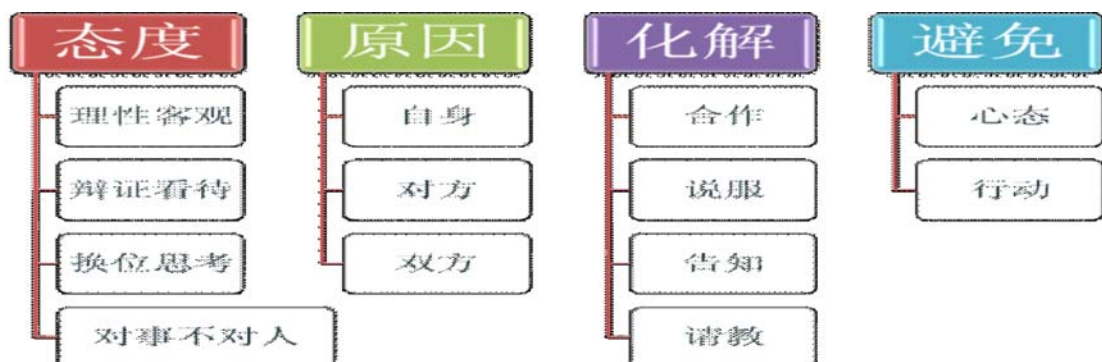 态度
理性客观
辩证看待
换位思考
对事不对人
原因
自身
对方
双方
化解
合作
说服
告知
请教
避免
心态
行动